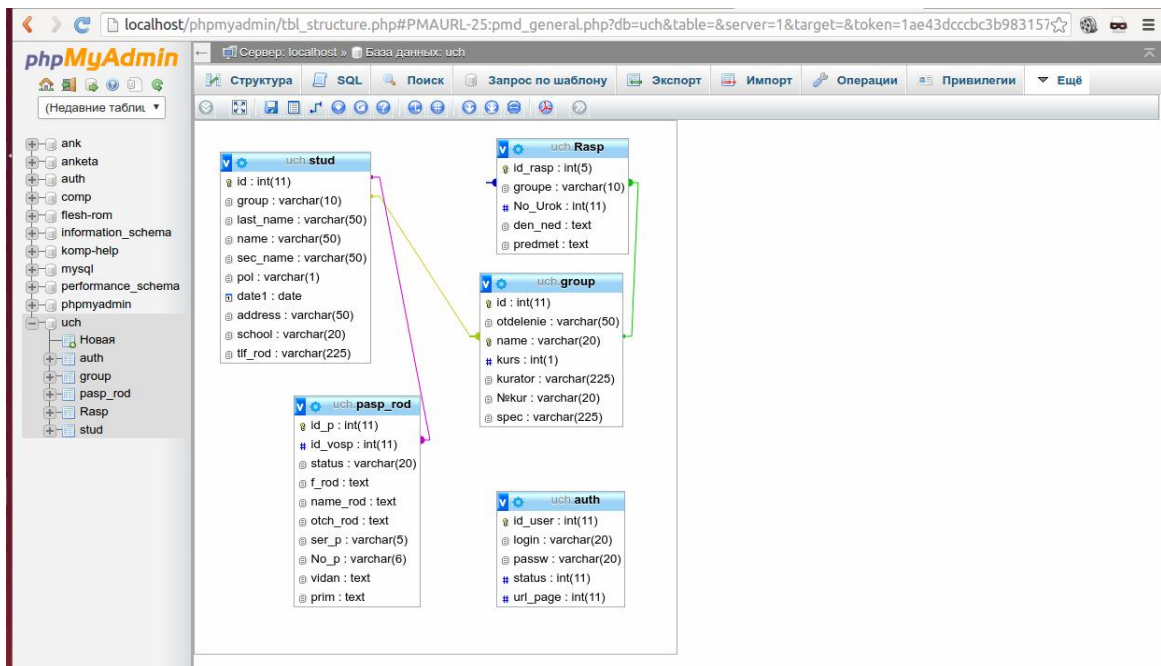 localhost/phpmyadmin/tbl_structure.php#PMAURL-25:pmd_general.php?db=uch&table=&server=1&target=&token=1ae43dcccbc3b983157
phpMyAdmin
(Недавние таблиц
ank
anketa
auth
comp
flesh-rom
information_schema
komp-help
mysql
performance_schema
phpmyadmin
uch
Новая
auth
group
pasp_rod
Rasp
stud
Сервер: localhost » База данных: uch
Структура SQL Поиск Запрос по шаблону Экспорт Импорт Операции Привилегии Ещё
v uch.stud
id : int(11)
group : varchar(10)
last_name : varchar(50)
name : varchar(50)
sec_name : varchar(50)
pol : varchar(1)
date1 : date
address : varchar(50)
school : varchar(20)
tlf_rod : varchar(225)
v uch.Rasp
id_rasp : int(5)
groupe : varchar(10)
# No_Urok : int(11)
den_ned : text
predmet : text
v uch.group
id : int(11)
otdelenie : varchar(50)
name : varchar(20)
# kurs : int(1)
kurator : varchar(225)
№kur : varchar(20)
spec : varchar(225)
v uch.pasp_rod
id_p : int(11)
# id_vosp : int(11)
status : varchar(20)
f_rod : text
name_rod : text
otch_rod : text
ser_p : varchar(5)
No_p : varchar(6)
vidan : text
prim : text
v uch.auth
id_user : int(11)
login : varchar(20)
passw : varchar(20)
# status : int(11)
# url_page : int(11)